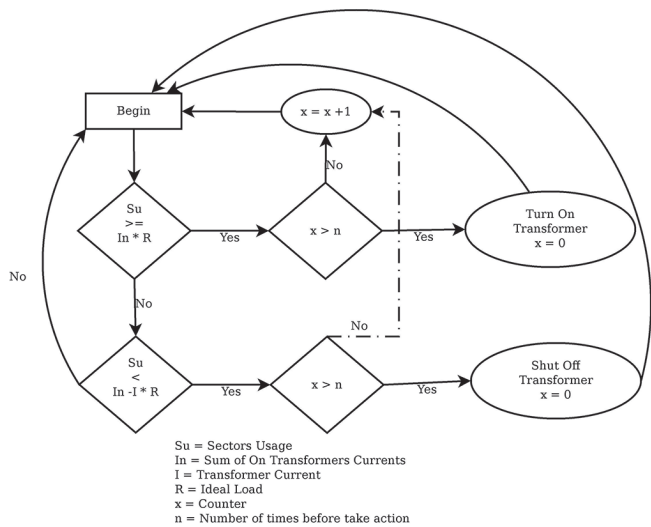 Begin
x = x +1
No
Su
>=
In * R
Yes
x > n
Yes
Turn On
Transformer
x = 0
No
No
No
Su
<
In -I * R
Yes
x > n
Yes
Shut Off
Transformer
x = 0
Su = Sectors Usage
In = Sum of On Transformers Currents
I = Transformer Current
R = Ideal Load
x = Counter
n = Number of times before take action